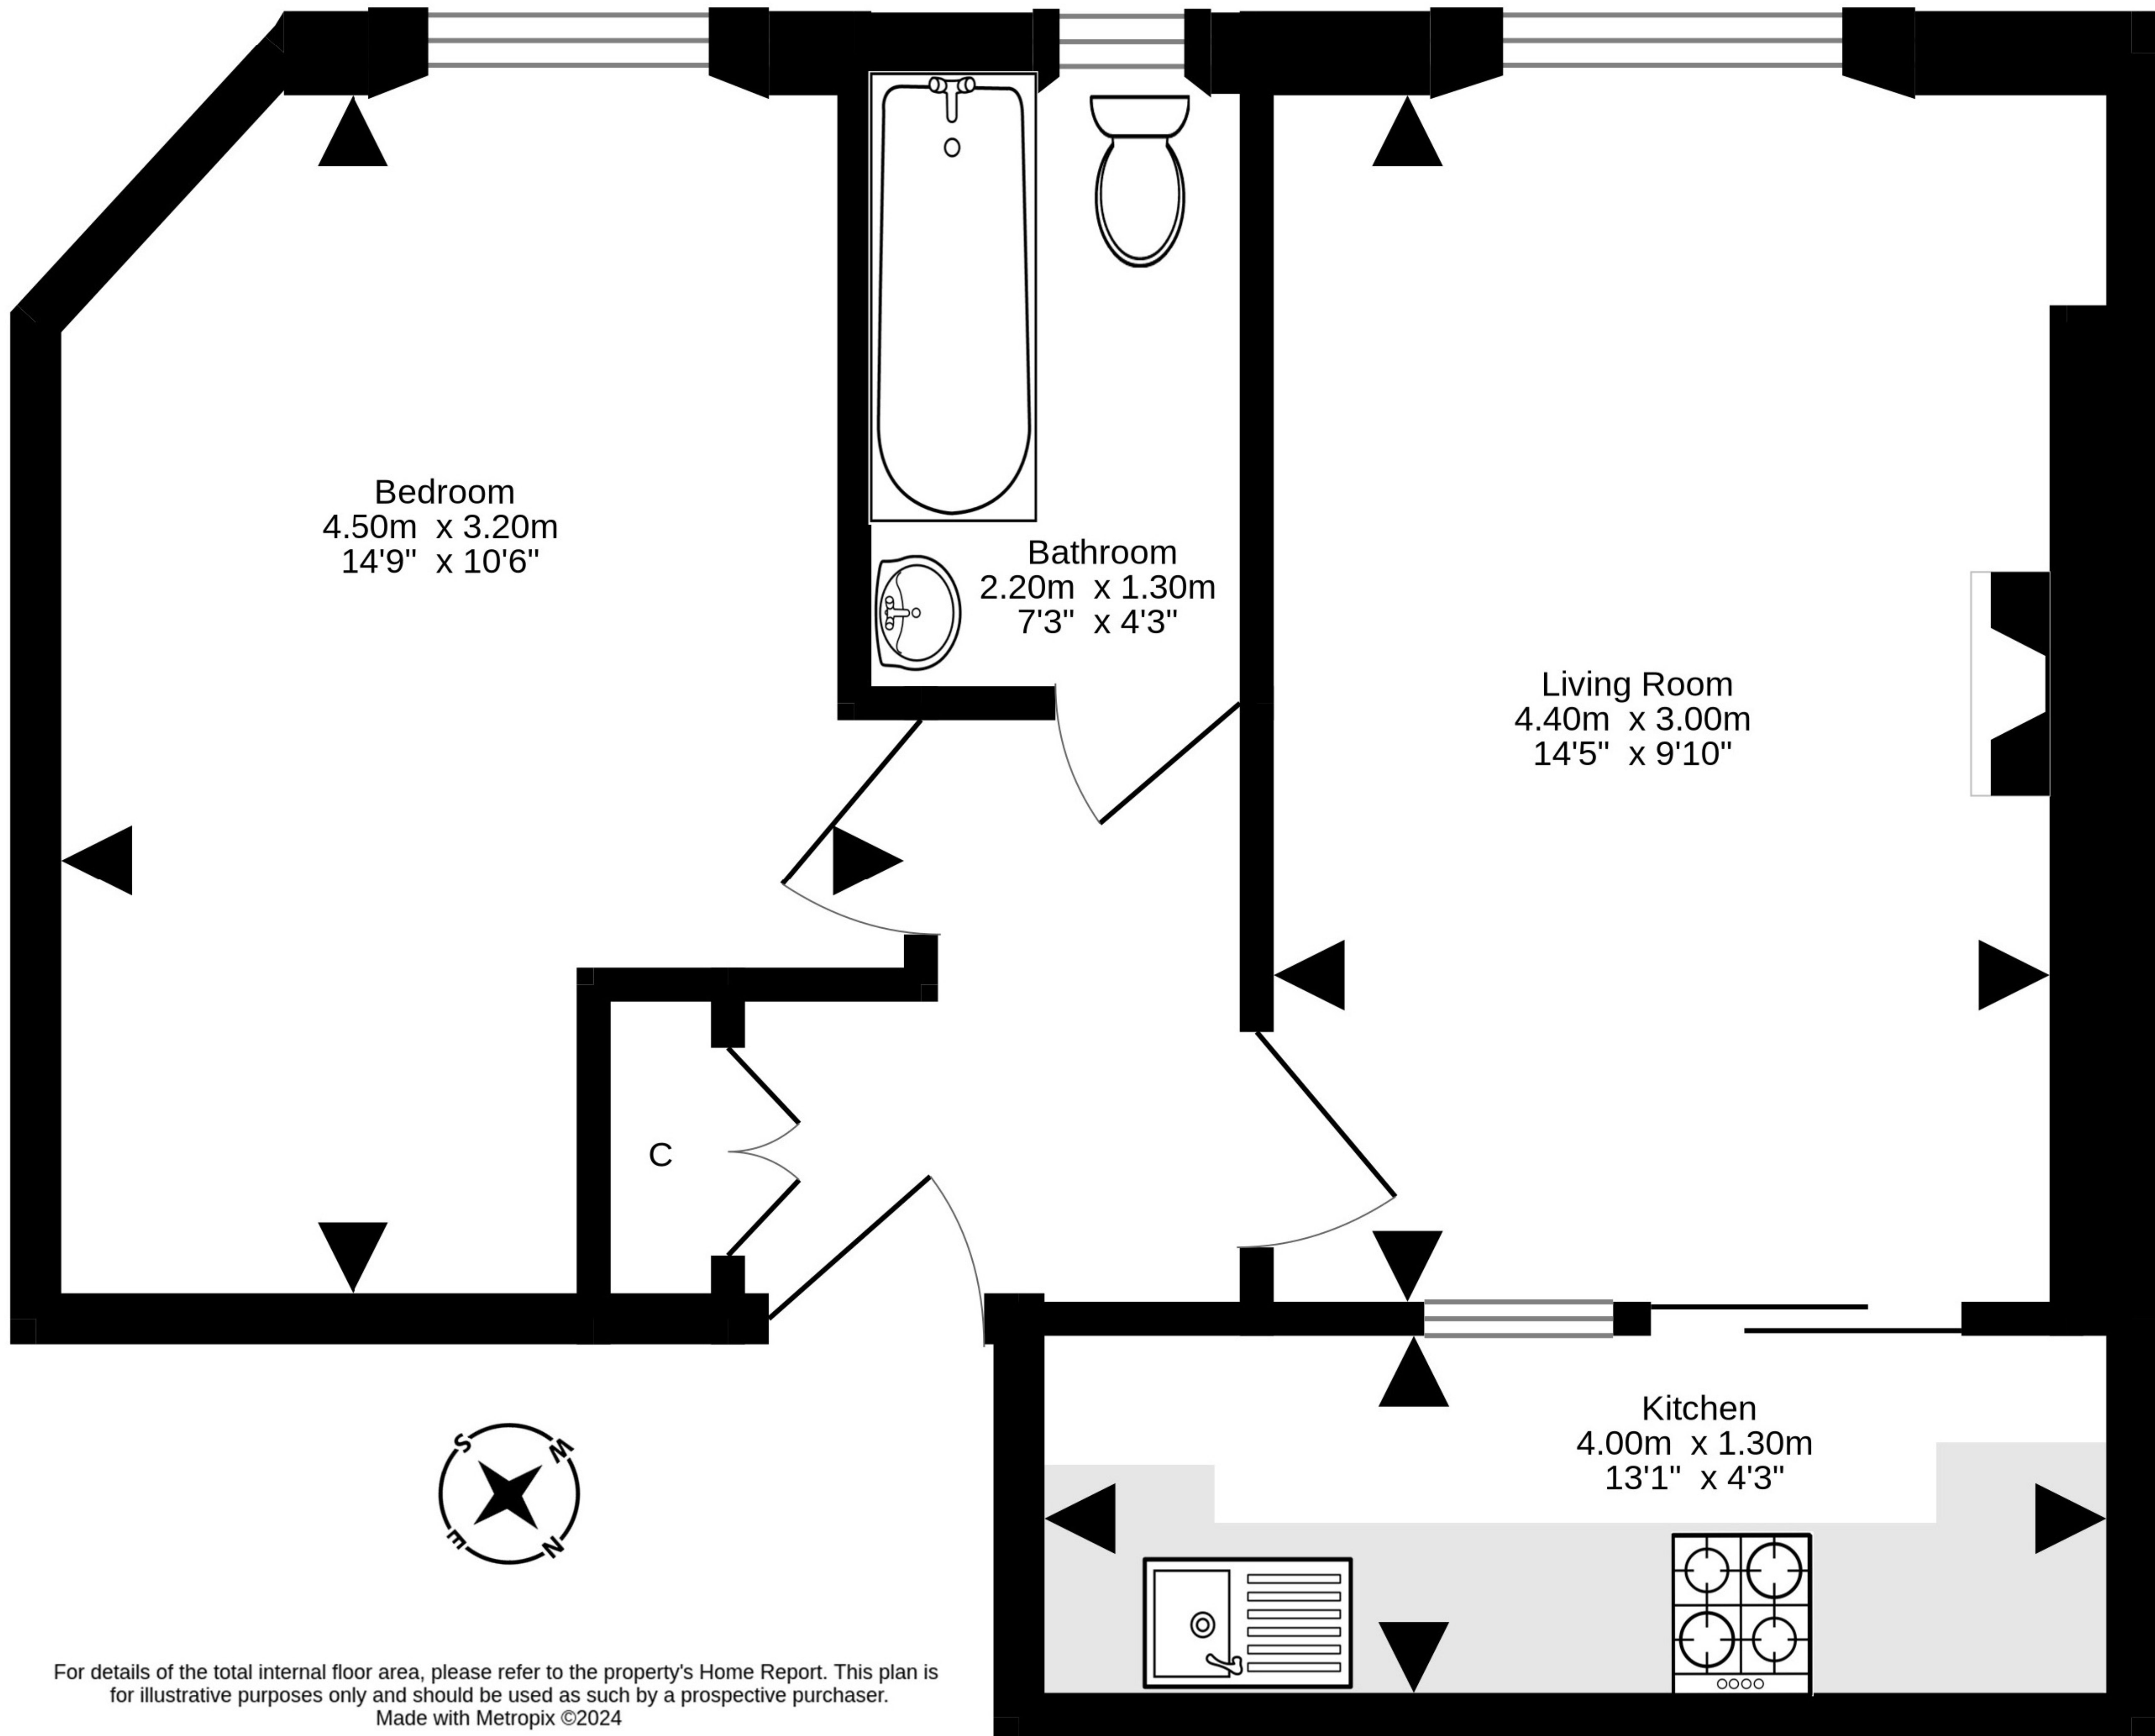 Bedroom
4.50m x 3.20m
14'9" x 10'6"
Bathroom
2.20m x 1.30m
7'3" x 4'3"
Living Room
4.40m x 3.00m
14'5" x 9'10"
C
Kitchen
4.00m x 1.30m
13'1" x 4'3"
S
W
E
N
For details of the total internal floor area, please refer to the property's Home Report. This plan is
for illustrative purposes only and should be used as such by a prospective purchaser.
Made with Metropix ©2024